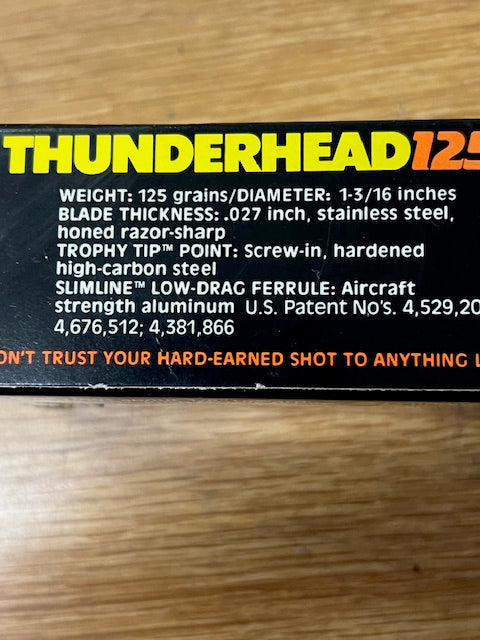 THUNDERHEAD125
WEIGHT: 125 grains/DIAMETER: 1-3/16 inches
BLADE THICKNESS: .027 inch, stainless steel,
honed razor-sharp
TROPHY TIP™ POINT: Screw-in, hardened
high-carbon steel
SLIMLINE™ LOW-DRAG FERRULE: Aircraft
strength aluminum U.S. Patent No's. 4,529,20
4,676,512; 4,381,866
ON'T TRUST YOUR HARD-EARNED SHOT TO ANYTHING L